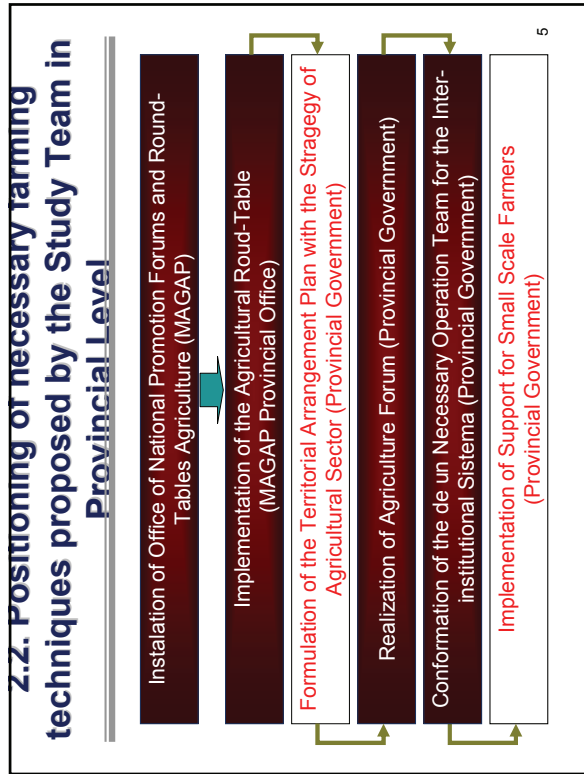 2.2. Positioning of necessary farming
techniques proposed by the Study Team in
Provincial Level
Instalation of Office of National Promotion Forums and Round-
Tables Agriculture (MAGAP)
Implementation of the Agricultural Roud-Table
(MAGAP Provincial Office)
Formulation of the Territorial Arrangement Plan with the Stragegy of
Agricultural Sector (Provincial Government)
Realization of Agriculture Forum (Provincial Government)
Conformation of the de un Necessary Operation Team for the Inter-
institutional Sistema (Provincial Government)
Implementation of Support for Small Scale Farmers
(Provincial Government)
5